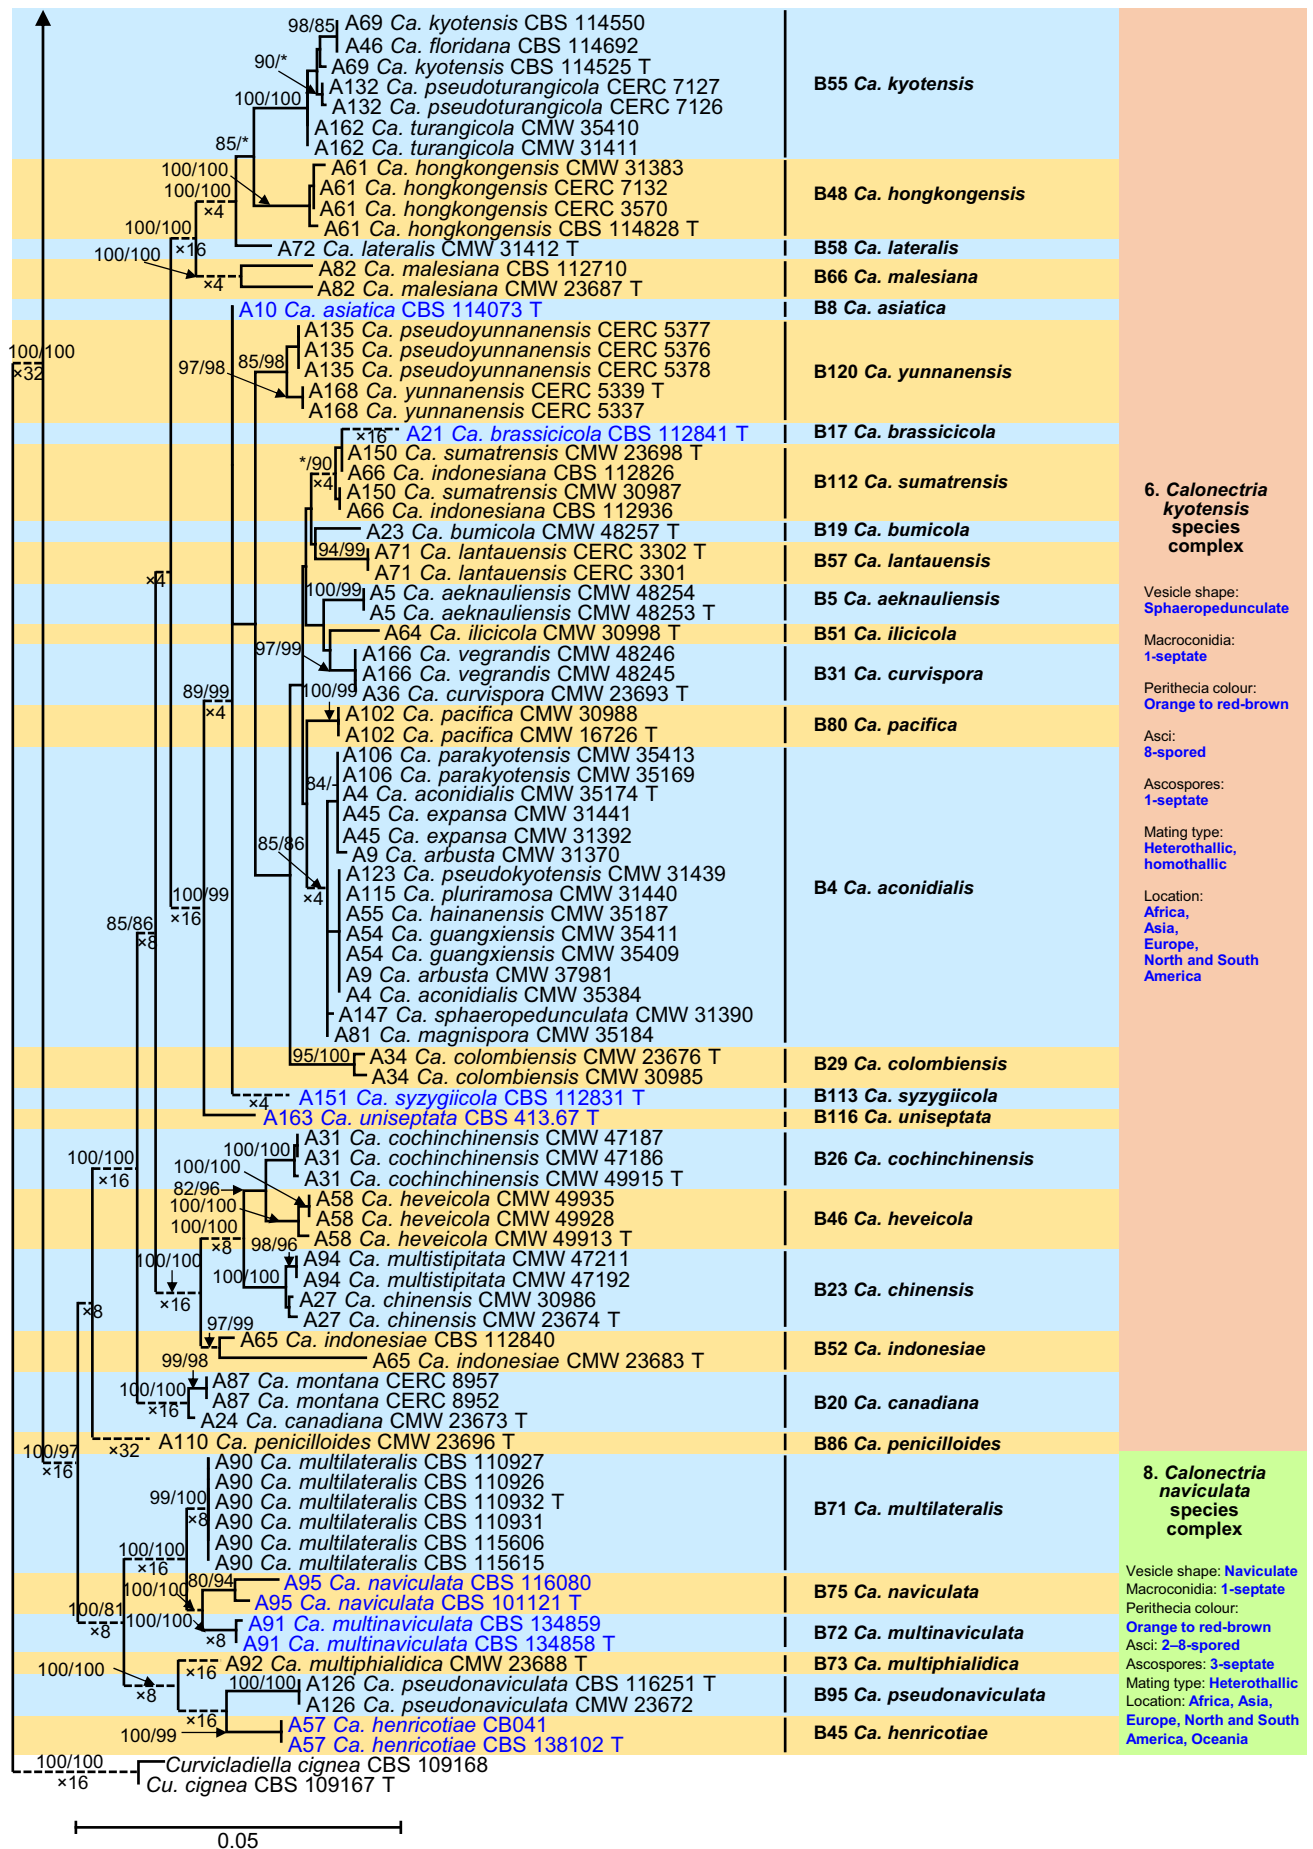 98/85
A69 Ca. kyotensis CBS 114550
A46 Ca. floridana CBS 114692
90/*
A69 Ca. kyotensis CBS 114525 T
A132 Ca. pseudoturangicola CERC 7127
100/100
A132 Ca. pseudoturangicola CERC 7126
A162 Ca. turangicola CMW 35410
A162 Ca. turangicola CMW 31411
B55 Ca. kyotensis
85/*
100/100
A61 Ca. hongkongensis CMW 31383
100/100
×4
A61 Ca. hongkongensis CERC 7132
A61 Ca. hongkongensis CERC 3570
A61 Ca. hongkongensis CBS 114828 T
B48 Ca. hongkongensis
100/100
×16
A72 Ca. lateralis CMW 31412 T
B58 Ca. lateralis
100/100
×4
A82 Ca. malesiana CBS 112710
A82 Ca. malesiana CMW 23687 T
B66 Ca. malesiana
A10 Ca. asiatica CBS 114073 T
B8 Ca. asiatica
100/100
×32
A135 Ca. pseudoyunnanensis CERC 5377
A135 Ca. pseudoyunnanensis CERC 5376
97/98
85/98
A135 Ca. pseudoyunnanensis CERC 5378
A168 Ca. yunnanensis CERC 5339 T
A168 Ca. yunnanensis CERC 5337
B120 Ca. yunnanensis
×16
A21 Ca. brassicicola CBS 112841 T
B17 Ca. brassicicola
*/90
×4
A150 Ca. sumatrensis CMW 23698 T
A66 Ca. indonesiana CBS 112826
A150 Ca. sumatrensis CMW 30987
A66 Ca. indonesiana CBS 112936
B112 Ca. sumatrensis
A23 Ca. bumicola CMW 48257 T
B19 Ca. bumicola
94/99
A71 Ca. lantauensis CERC 3302 T
A71 Ca. lantauensis CERC 3301
B57 Ca. lantauensis
×4
100/99
A5 Ca. aeknauliensis CMW 48254
A5 Ca. aeknauliensis CMW 48253 T
B5 Ca. aeknauliensis
A64 Ca. ilicicola CMW 30998 T
B51 Ca. ilicicola
97/99
A166 Ca. vegrandis CMW 48246
A166 Ca. vegrandis CMW 48245
A36 Ca. curvispora CMW 23693 T
B31 Ca. curvispora
89/99
×4
100/99
A102 Ca. pacifica CMW 30988
A102 Ca. pacifica CMW 16726 T
B80 Ca. pacifica
A106 Ca. parakyotensis CMW 35413
A106 Ca. parakyotensis CMW 35169
84/-
A4 Ca. aconidialis CMW 35174 T
A45 Ca. expansa CMW 31441
A45 Ca. expansa CMW 31392
85/86
×4
A9 Ca. arbusta CMW 31370
A123 Ca. pseudokyotensis CMW 31439
A115 Ca. pluriramosa CMW 31440
A55 Ca. hainanensis CMW 35187
A54 Ca. guangxiensis CMW 35411
A54 Ca. guangxiensis CMW 35409
A9 Ca. arbusta CMW 37981
A4 Ca. aconidialis CMW 35384
A147 Ca. sphaeropedunculata CMW 31390
A81 Ca. magnispora CMW 35184
B4 Ca. aconidialis
100/99
×16
85/86
×8
95/100
A34 Ca. colombiensis CMW 23676 T
A34 Ca. colombiensis CMW 30985
B29 Ca. colombiensis
×4
A151 Ca. syzygiicola CBS 112831 T
B113 Ca. syzygiicola
A163 Ca. uniseptata CBS 413.67 T
B116 Ca. uniseptata
100/100
×16
100/100
A31 Ca. cochinchinensis CMW 47187
A31 Ca. cochinchinensis CMW 47186
A31 Ca. cochinchinensis CMW 49915 T
B26 Ca. cochinchinensis
100/100
82/96
100/100
A58 Ca. heveicola CMW 49935
A58 Ca. heveicola CMW 49928
A58 Ca. heveicola CMW 49913 T
B46 Ca. heveicola
100/100
×8
98/96
100/100
A94 Ca. multistipitata CMW 47211
A94 Ca. multistipitata CMW 47192
A27 Ca. chinensis CMW 30986
A27 Ca. chinensis CMW 23674 T
B23 Ca. chinensis
100/100
×16
×8
97/99
A65 Ca. indonesiae CBS 112840
A65 Ca. indonesiae CMW 23683 T
B52 Ca. indonesiae
99/98
100/100
×16
A87 Ca. montana CERC 8957
A87 Ca. montana CERC 8952
A24 Ca. canadiana CMW 23673 T
B20 Ca. canadiana
×32
A110 Ca. penicilloides CMW 23696 T
B86 Ca. penicilloides
100/97
×16
A90 Ca. multilateralis CBS 110927
A90 Ca. multilateralis CBS 110926
99/100
×8
A90 Ca. multilateralis CBS 110932 T
A90 Ca. multilateralis CBS 110931
A90 Ca. multilateralis CBS 115606
A90 Ca. multilateralis CBS 115615
B71 Ca. multilateralis
100/100
×16
80/94
100/100
A95 Ca. naviculata CBS 116080
A95 Ca. naviculata CBS 101121 T
B75 Ca. naviculata
100/81
×8
100/100
×8
A91 Ca. multinaviculata CBS 134859
A91 Ca. multinaviculata CBS 134858 T
B72 Ca. multinaviculata
100/100
×8
×16
A92 Ca. multiphialidica CMW 23688 T
B73 Ca. multiphialidica
100/100
A126 Ca. pseudonaviculata CBS 116251 T
A126 Ca. pseudonaviculata CMW 23672
B95 Ca. pseudonaviculata
×16
100/99
A57 Ca. henricotiae CB041
A57 Ca. henricotiae CBS 138102 T
B45 Ca. henricotiae
100/100
×16
Curvicladiella cignea CBS 109168
Cu. cignea CBS 109167 T
0.05
6. Calonectria
kyotensis
species
complex
Vesicle shape:
Sphaeropedunculate
Macroconidia:
1-septate
Perithecia colour:
Orange to red-brown
Asci:
8-spored
Ascospores:
1-septate
Mating type:
Heterothallic,
homothallic
Location:
Africa,
Asia,
Europe,
North and South
America
8. Calonectria
naviculata
species
complex
Vesicle shape: Naviculate
Macroconidia: 1-septate
Perithecia colour:
Orange to red-brown
Asci: 2–8-spored
Ascospores: 3-septate
Mating type: Heterothallic
Location: Africa, Asia,
Europe, North and South
America, Oceania